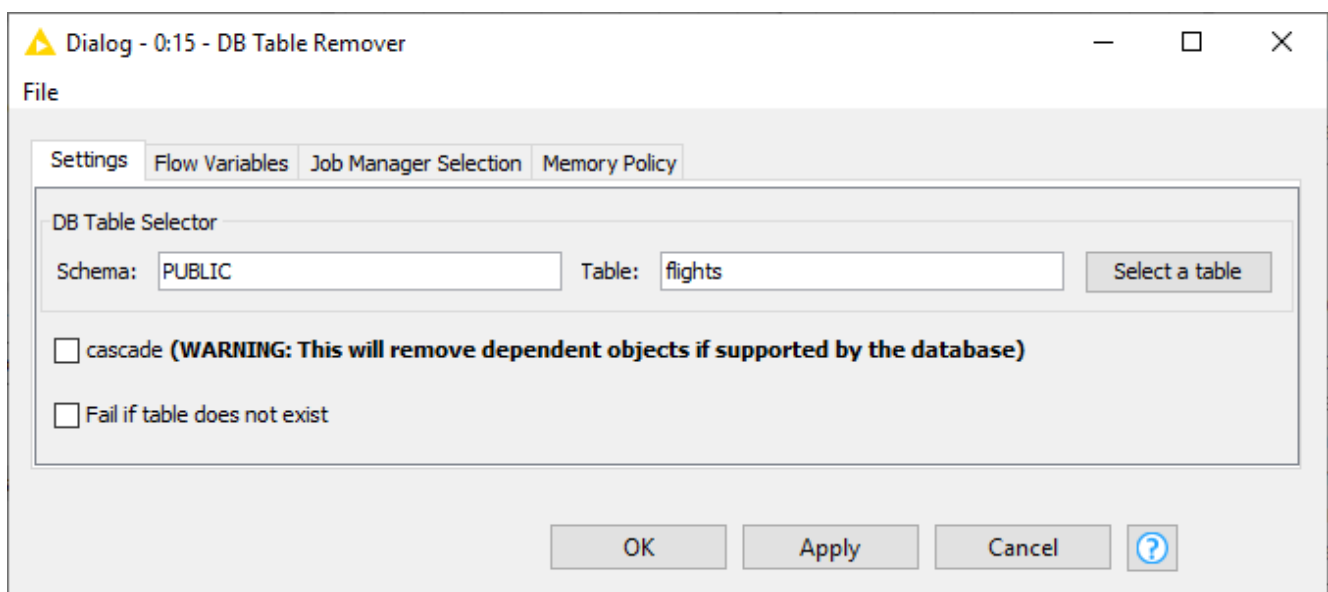 Dialog - 0:15 - DB Table Remover
File
Settings Flow Variables Job Manager Selection Memory Policy
DB Table Selector
Schema: PUBLIC Table: flights Select a table
cascade (WARNING: This will remove dependent objects if supported by the database)
Fail if table does not exist
OK Apply Cancel ?